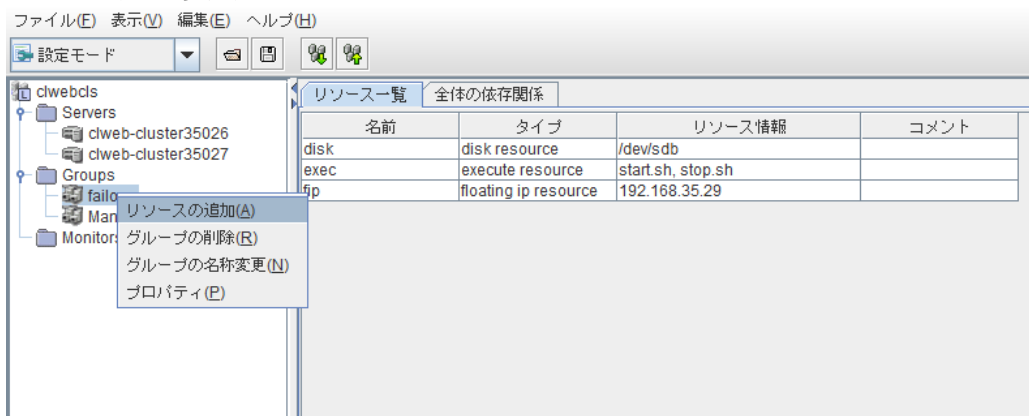 ファイル(F) 表示(V) 編集(E) ヘルプ(H)
設定モード
clwebcls
Servers
clweb-cluster35026
clweb-cluster35027
Groups
failo
Man
Monitors
リソースの追加(A)
グループの削除(R)
グループの名称変更(N)
プロパティ(P)
リソース一覧 全体の依存関係
名前 タイプ リソース情報 コメント
disk disk resource /dev/sdb
exec execute resource start.sh, stop.sh
fip floating ip resource 192.168.35.29